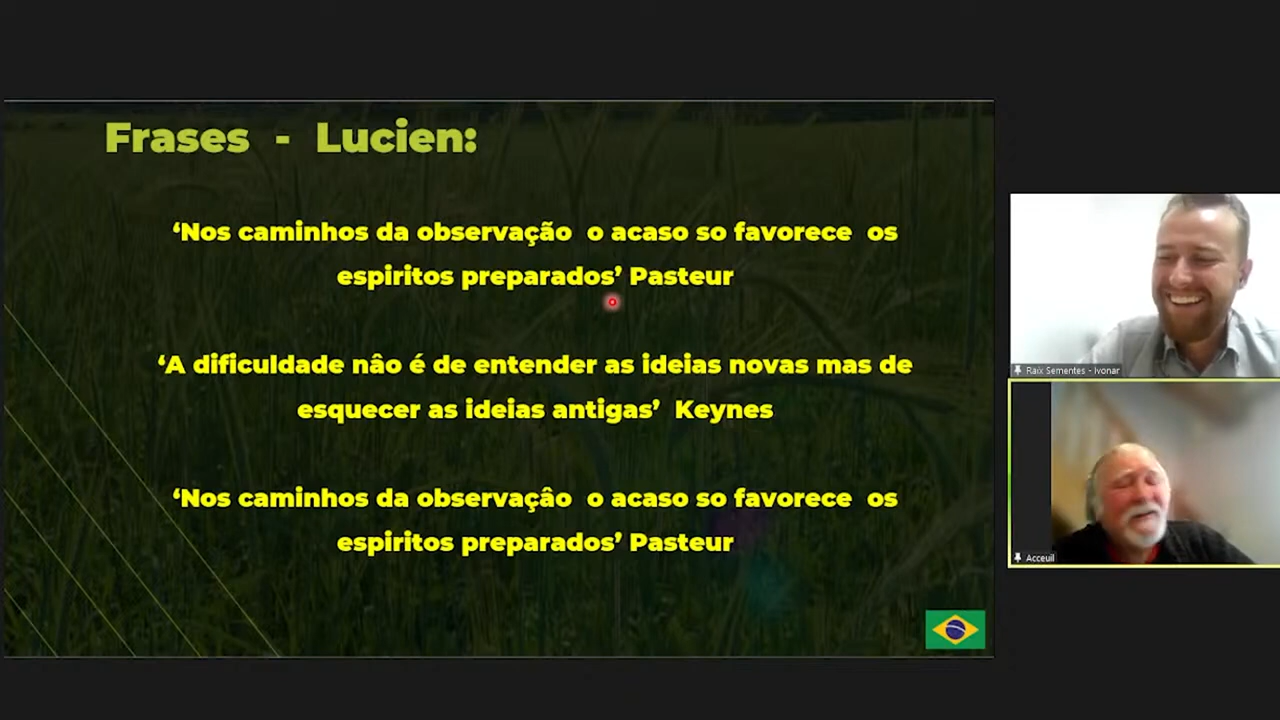 Frases - Lucien:
‘Nos caminhos da observação o acaso so favorece os
espiritos preparados’ Pasteur
‘A dificuldade nâo é de entender as ideias novas mas de
esquecer as ideias antigas’ Keynes
‘Nos caminhos da observaçâo o acaso so favorece os
espiritos preparados’ Pasteur
Raix Sementes - Ivonar
Acceuil